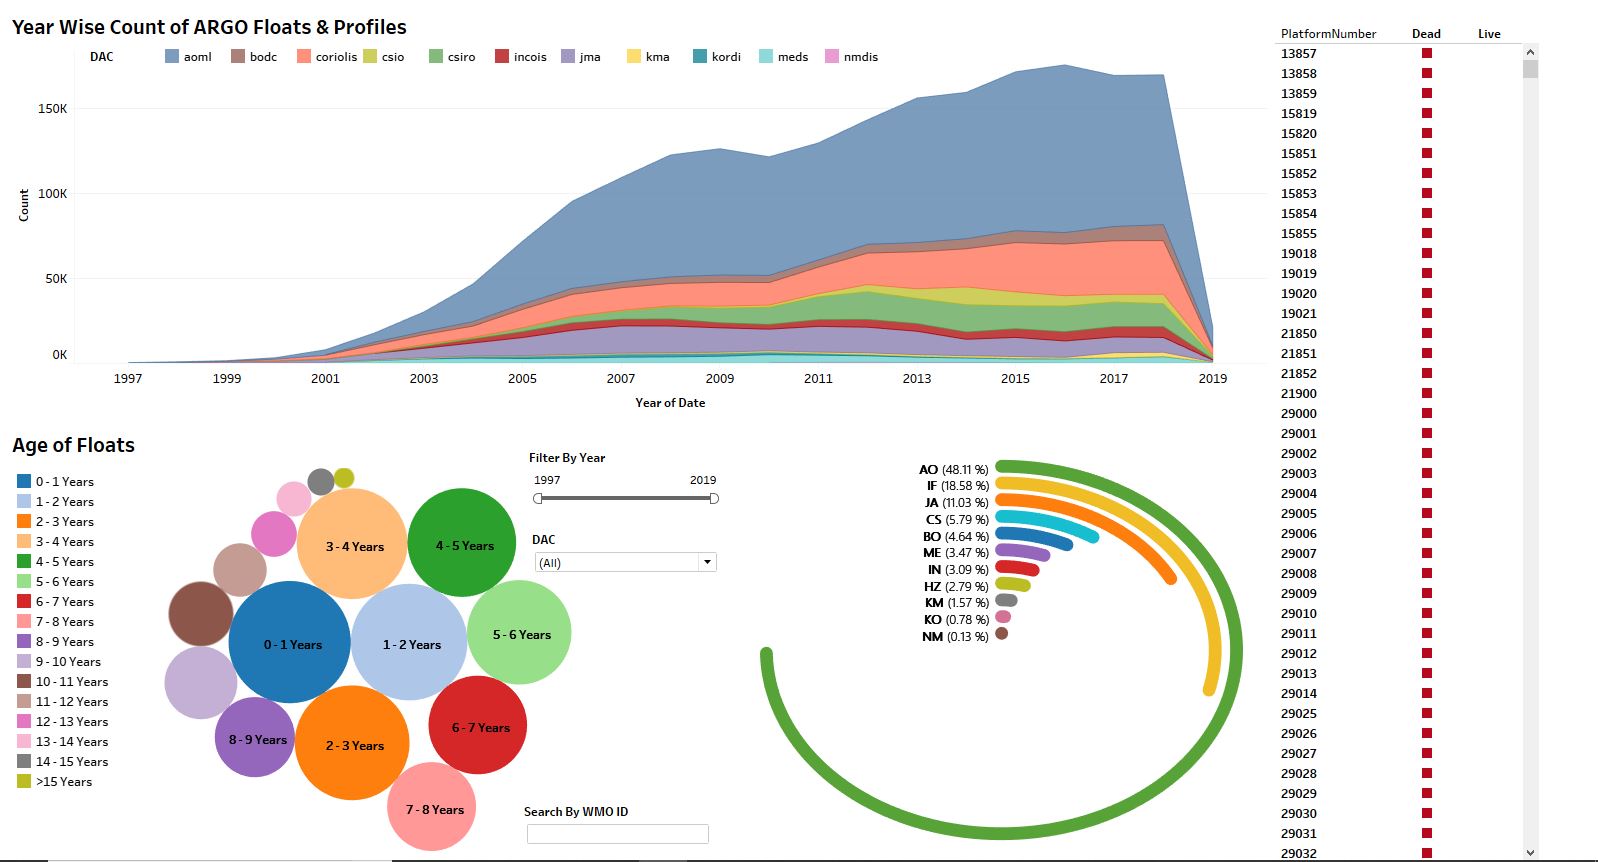 Year Wise Count of ARGO Floats & Profiles
DAC
aoml
bodc
coriolis
csio
csiro
incois
jma
kma
kordi
meds
nmdis
150K
100K
50K
0K
Count
1997
1999
2001
2003
2005
2007
2009
2011
2013
2015
2017
2019
Year of Date
Age of Floats
0 - 1 Years
1 - 2 Years
2 - 3 Years
3 - 4 Years
4 - 5 Years
5 - 6 Years
6 - 7 Years
7 - 8 Years
8 - 9 Years
9 - 10 Years
10 - 11 Years
11 - 12 Years
12 - 13 Years
13 - 14 Years
14 - 15 Years
>15 Years
3 - 4 Years
4 - 5 Years
0 - 1 Years
1 - 2 Years
5 - 6 Years
8 - 9 Years
2 - 3 Years
6 - 7 Years
7 - 8 Years
Filter By Year
1997
2019
DAC
(All)
Search By WMO ID
AO (48.11 %)
IF (18.58 %)
JA (11.03 %)
CS (5.79 %)
BO (4.64 %)
ME (3.47 %)
IN (3.09 %)
HZ (2.79 %)
KM (1.57 %)
KO (0.78 %)
NM (0.13 %)
PlatformNumber Dead Live
13857
13858
13859
15819
15820
15851
15852
15853
15854
15855
19018
19019
19020
19021
21850
21851
21852
21900
29000
29001
29002
29003
29004
29005
29006
29007
29008
29009
29010
29011
29012
29013
29014
29025
29026
29027
29028
29029
29030
29031
29032